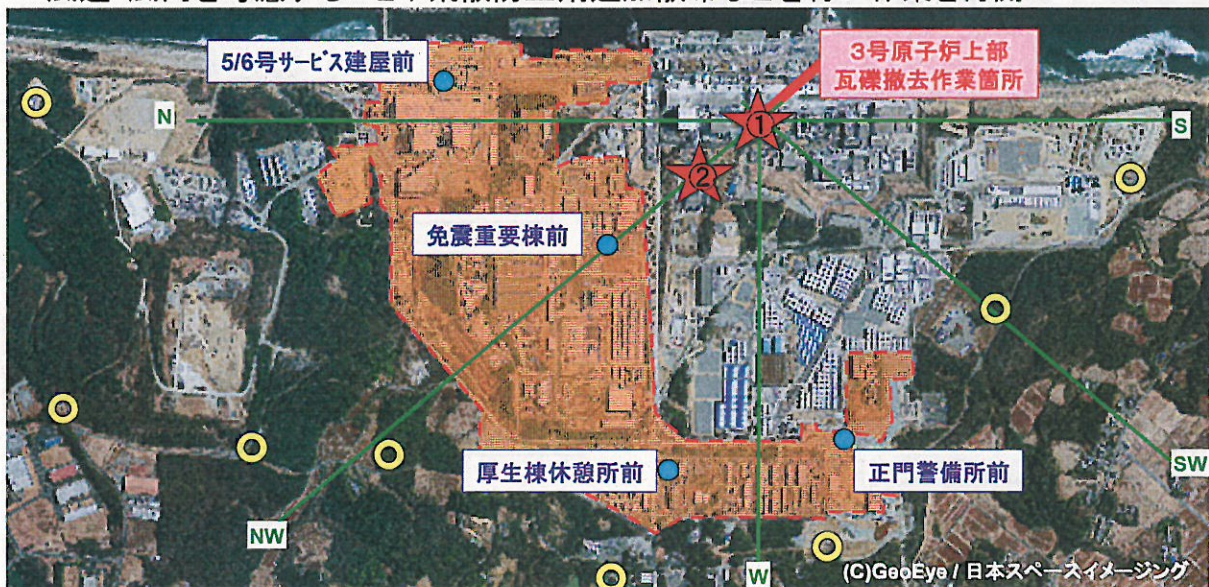 5/6号サービス建屋前
3号原子炉上部
瓦礫撤去作業箇所
N
①
S
②
免震重要棟前
厚生棟休憩所前
正門警備所前
SW
NW
W
(C)GeoEye / 日本スペースイメージング